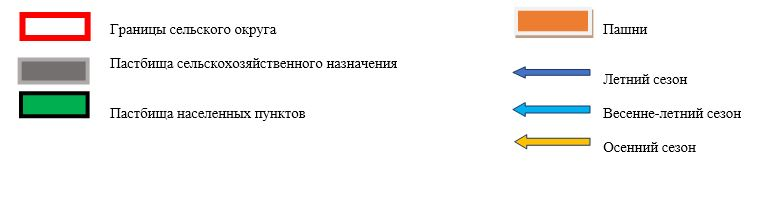 Границы сельского округа
Пастбища сельскохозяйственного назначения
Пастбища населенных пунктов
Пашни
Летний сезон
Весенне-летний сезон
Осенний сезон